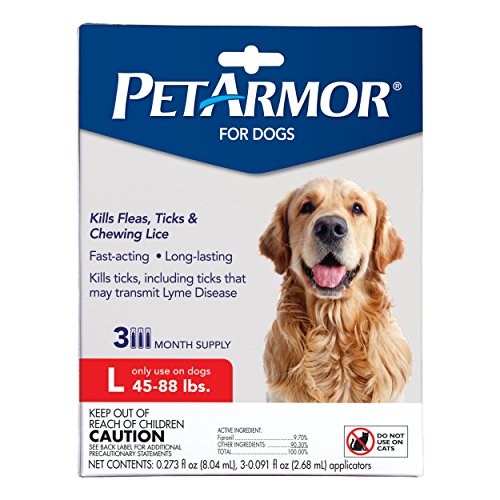 PETARMOR®
FOR DOGS
Kills Fleas, Ticks &
Chewing Lice
Fast-acting • Long-lasting
Kills ticks, including ticks that
may transmit Lyme Disease
3 MONTH SUPPLY
L only use on dogs
45-88 lbs.
KEEP OUT OF
REACH OF CHILDREN
CAUTION
SEE BACK LABEL FOR ADDITIONAL
PRECAUTIONARY STATEMENTS
ACTIVE INGREDIENT:
Fipronil 9.70%
OTHER INGREDIENTS: 90.30%
TOTAL 100.00%
DO NOT
USE ON
CATS
NET CONTENTS: 0.273 fl oz (8.04 mL), 3-0.091 fl oz (2.68 mL) applicators